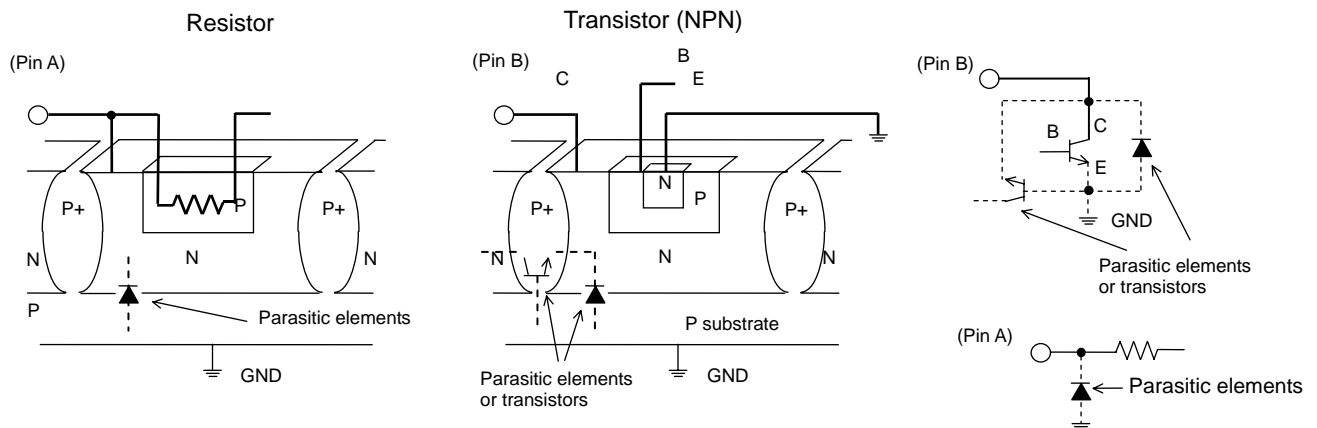 Resistor
(Pin A)
P+
P
P+
N
N
N
P
Parasitic elements
GND
Transistor (NPN)
(Pin B)
C
B
E
N
P
P+
P+
N
N
N
P substrate
Parasitic elements
or transistors
GND
(Pin B)
C
B
E
GND
Parasitic elements
or transistors
(Pin A)
Parasitic elements